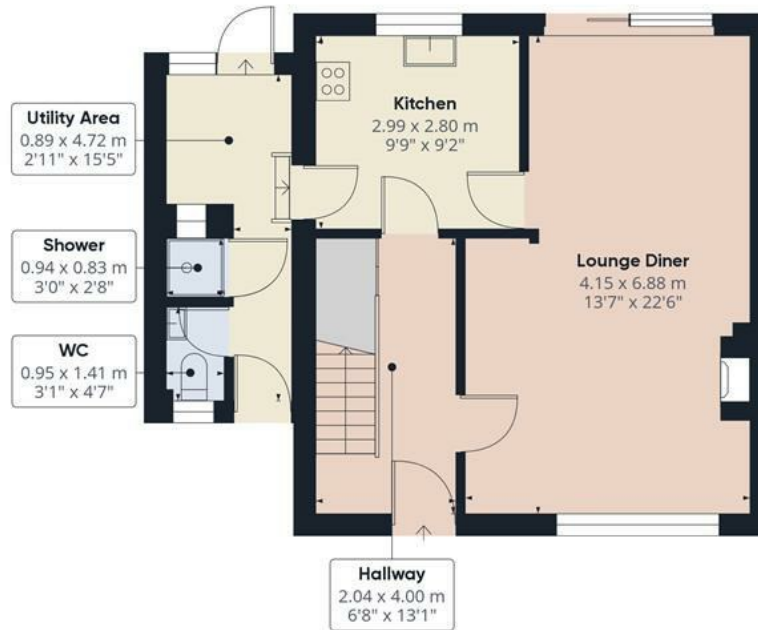 Utility Area
0.89 x 4.72 m
2'11" x 15'5"
Kitchen
2.99 x 2.80 m
9'9" x 9'2"
Shower
0.94 x 0.83 m
3'0" x 2'8"
Lounge Diner
4.15 x 6.88 m
13'7" x 22'6"
WC
0.95 x 1.41 m
3'1" x 4'7"
Hallway
2.04 x 4.00 m
6'8" x 13'1"